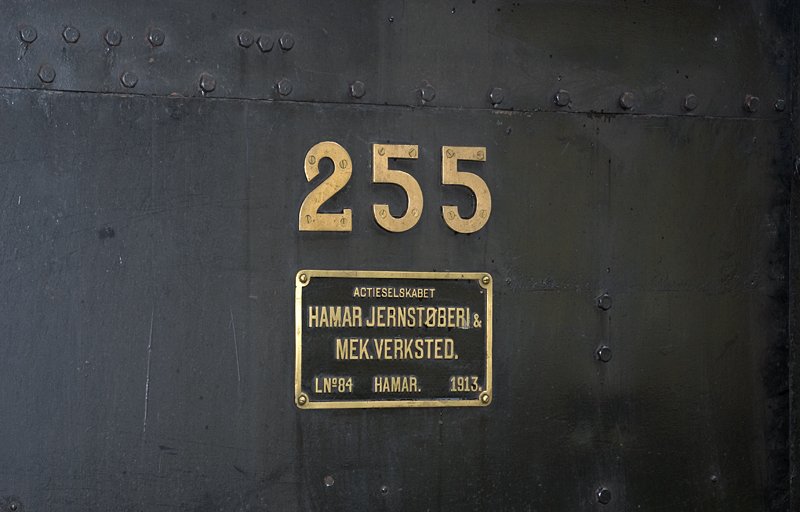 255
ACTIESELSKABET
HAMAR JERNSTØBERI &
MEK. VERKSTED.
LNº84 HAMAR. 1913.